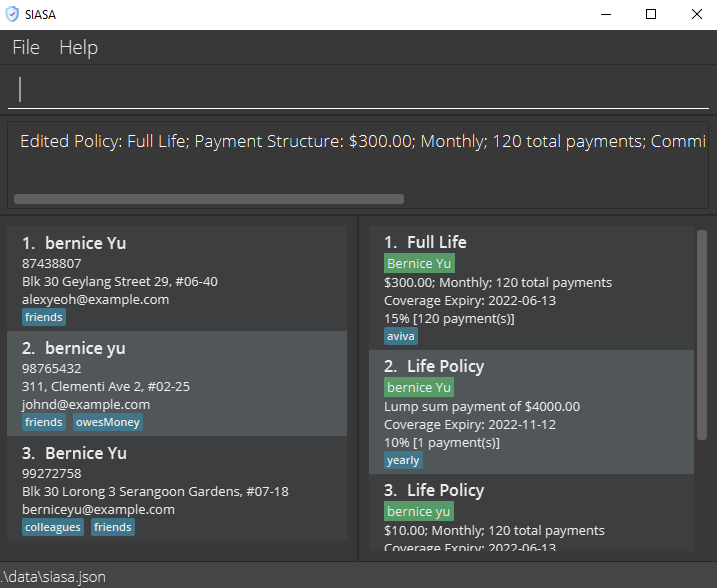 SIASA
File Help
Edited Policy: Full Life; Payment Structure: $300.00; Monthly; 120 total payments; Commi
1. bernice Yu
87438807
Blk 30 Geylang Street 29, #06-40
alexyeoh@example.com
friends
2. bernice yu
98765432
311, Clementi Ave 2, #02-25
johnd@example.com
friends owesMoney
3. Bernice Yu
99272758
Blk 30 Lorong 3 Serangoon Gardens, #07-18
berniceyu@example.com
colleagues friends
1. Full Life
Bernice Yu
$300.00; Monthly; 120 total payments
Coverage Expiry: 2022-06-13
15% [120 payment(s)]
aviva
2. Life Policy
bernice Yu
Lump sum payment of $4000.00
Coverage Expiry: 2022-11-12
10% [1 payment(s)]
yearly
3. Life Policy
bernice yu
$10.00; Monthly; 120 total payments
Coverage Expiry: 2022-06-13
.\data\siasa.json